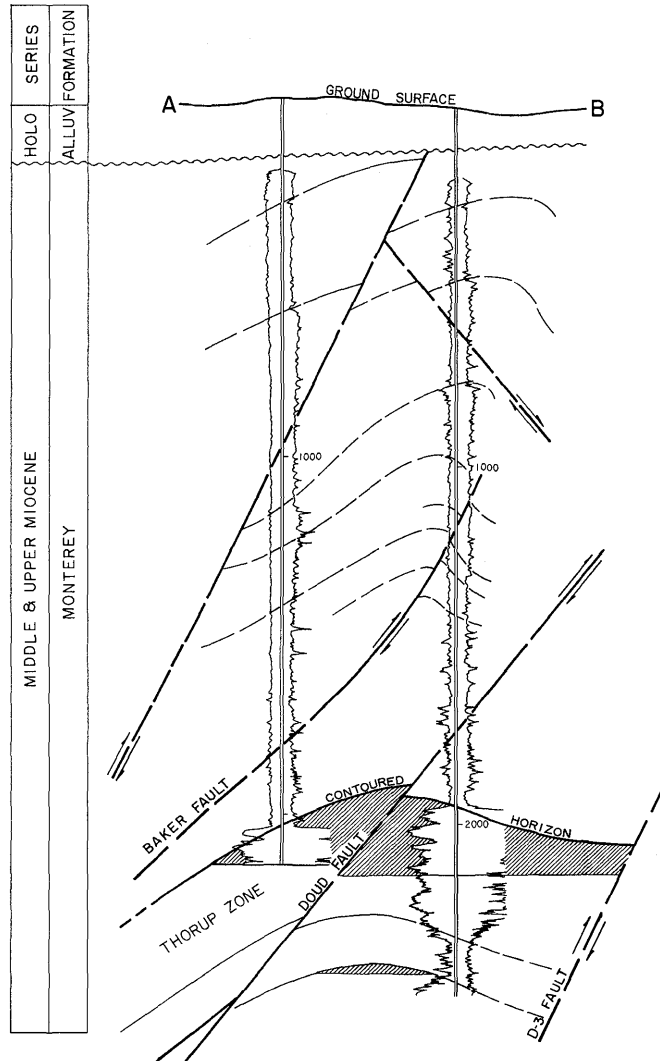 SERIES
FORMATION
HOLO
ALLUV
MIDDLE & UPPER MIOCENE
MONTEREY
A
GROUND SURFACE
B
1000
1000
BAKER FAULT
CONTOURED
HORIZON
2000
DOUD FAULT
THORUP ZONE
D-3 FAULT